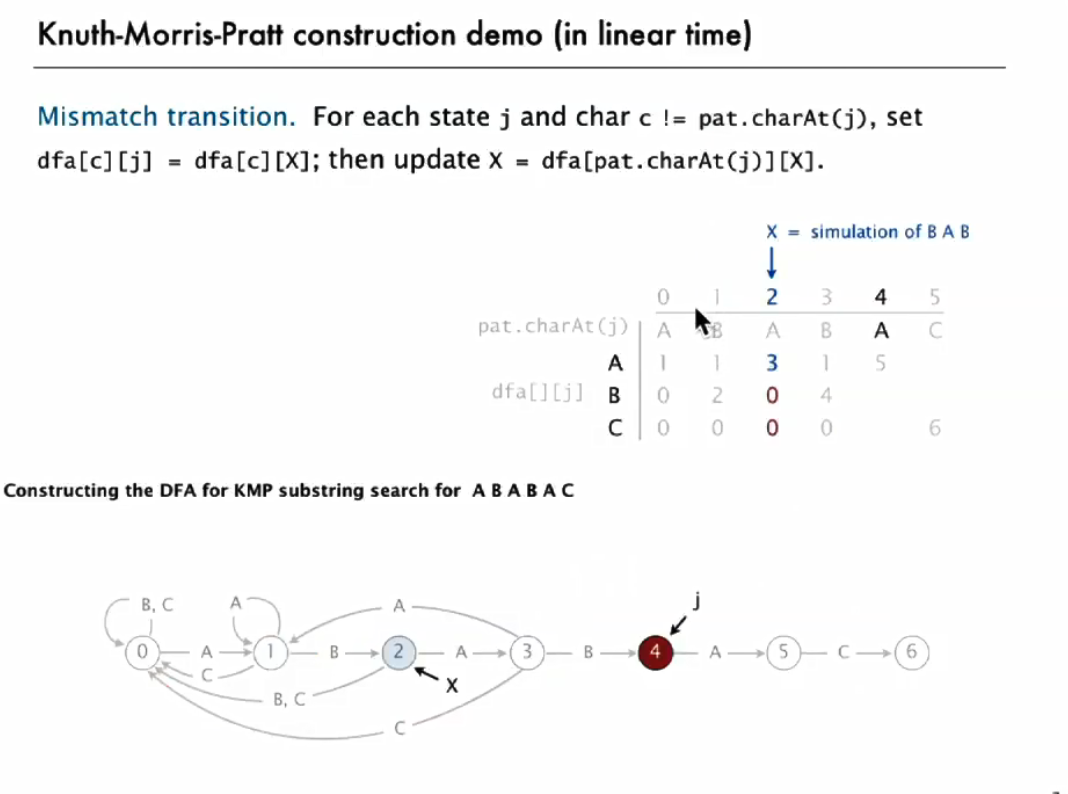 Knuth-Morris-Pratt construction demo (in linear time)
Mismatch transition. For each state j and char c != pat.charAt(j), set
dfa[c][j] = dfa[c][X]; then update X = dfa[pat.charAt(j)][X].
X = simulation of B A B
0 1 2 3 4 5
pat.charAt(j) A B A B A C
A 1 1 3 1 5
dfa[][j] B 0 2 0 4
C 0 0 0 0 6
Constructing the DFA for KMP substring search for A B A B A C
j
B, C A A
0 A 1 B 2 A 3 B 4 A 5 C 6
C
X
B, C
C